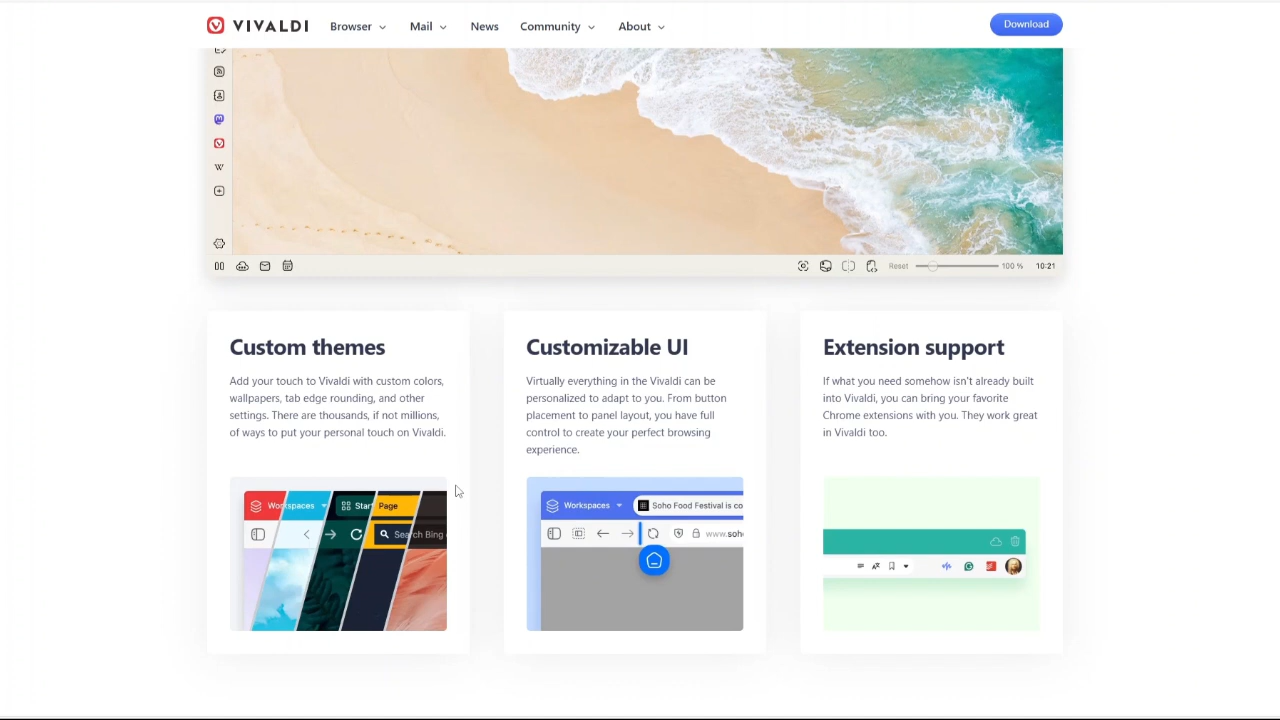 VIVALDI Browser Mail News Community About Download
W
Reset 100 % 10:21
Custom themes
Add your touch to Vivaldi with custom colors,
wallpapers, tab edge rounding, and other
settings. There are thousands, if not millions,
of ways to put your personal touch on Vivaldi.
Workspaces Star Page
Search Bing
Customizable UI
Virtually everything in the Vivaldi can be
personalized to adapt to you. From button
placement to panel layout, you have full
control to create your perfect browsing
experience.
Workspaces Soho Food Festival is co
www.soh
Extension support
If what you need somehow isn't already built
into Vivaldi, you can bring your favorite
Chrome extensions with you. They work great
in Vivaldi too.